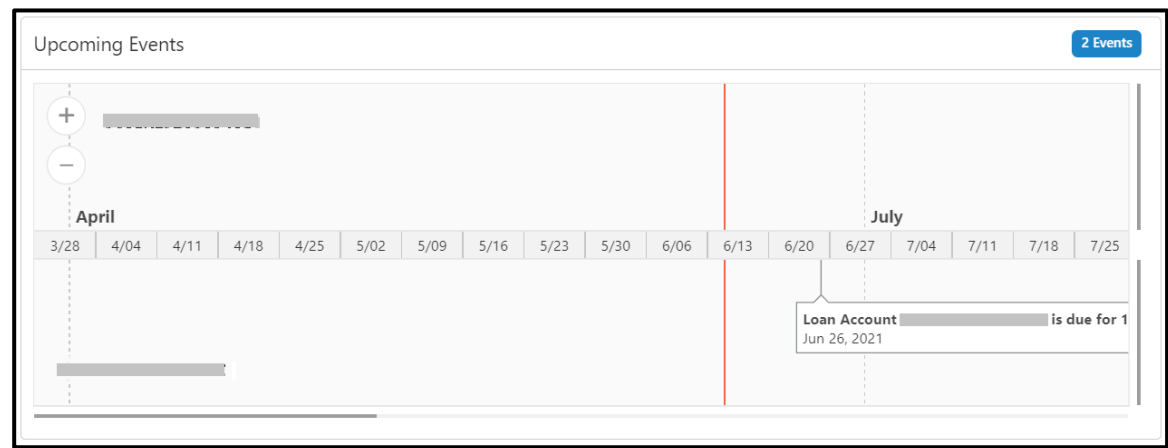 Upcoming Events
2 Events
+
−
April
July
3/28 4/04 4/11 4/18 4/25 5/02 5/09 5/16 5/23 5/30 6/06 6/13 6/20 6/27 7/04 7/11 7/18 7/25
Loan Account is due for 1
Jun 26, 2021